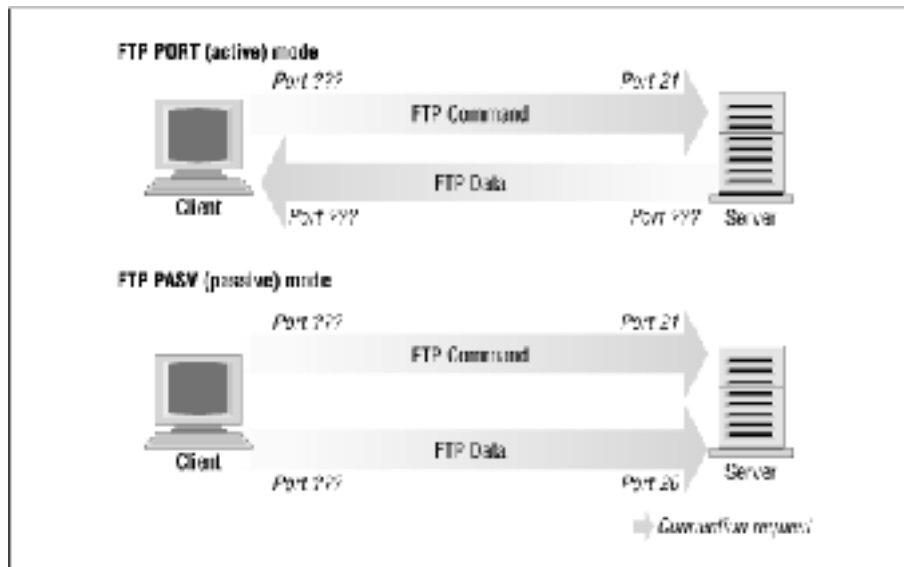 FTP PORT (active) mode
Port ??? Port 21
FTP Command
FTP Data
Client
Port ??? Port ??? Server
FTP PASV (passive) mode
Port ??? Port 21
FTP Command
FTP Data
Client Server
Port ??? Port 20
Connection request